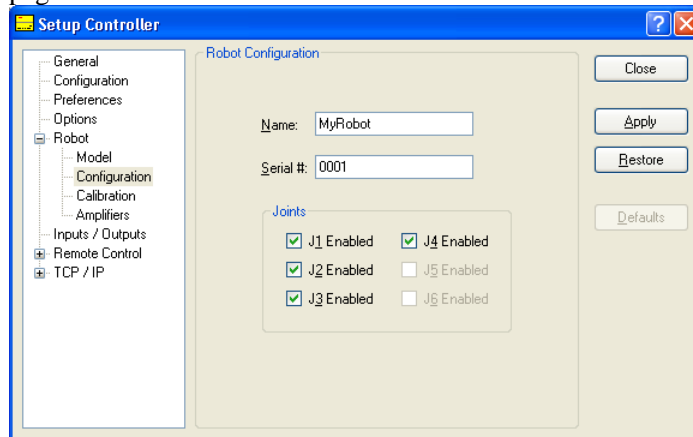 Setup Controller
General
Configuration
Preferences
Options
Robot
Model
Configuration
Calibration
Amplifiers
Inputs / Outputs
Remote Control
TCP / IP
Robot Configuration
Name: MyRobot
Serial #: 0001
Joints
J1 Enabled J4 Enabled
J2 Enabled J5 Enabled
J3 Enabled J6 Enabled
Close
Apply
Restore
Defaults